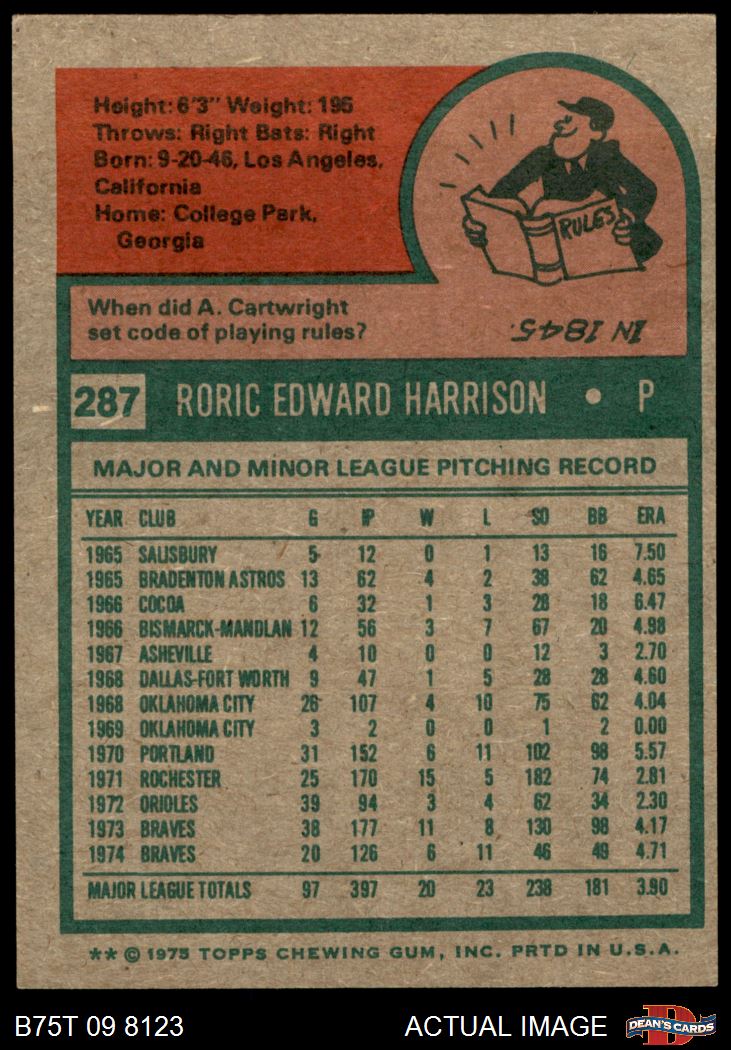 Height: 6'3" Weight: 195
Throws: Right Bats: Right
Born: 9-20-46, Los Angeles,
California
Home: College Park,
Georgia
RULES
When did A. Cartwright
set code of playing rules?
IN 1845.
287 RORIC EDWARD HARRISON • P
MAJOR AND MINOR LEAGUE PITCHING RECORD
YEAR CLUB G IP W L SO BB ERA
1965 SALISBURY 5 12 0 1 13 16 7.50
1965 BRADENTON ASTROS 13 62 4 2 38 62 4.65
1966 COCOA 6 32 1 3 28 18 6.47
1966 BISMARCK-MANDLAN 12 56 3 7 67 20 4.98
1967 ASHEVILLE 4 10 0 0 12 3 2.70
1968 DALLAS-FORT WORTH 9 47 1 5 28 28 4.60
1968 OKLAHOMA CITY 26 107 4 10 75 62 4.04
1969 OKLAHOMA CITY 3 2 0 0 1 2 0.00
1970 PORTLAND 31 152 6 11 102 98 5.57
1971 ROCHESTER 25 170 15 5 182 74 2.81
1972 ORIOLES 39 94 3 4 62 34 2.30
1973 BRAVES 38 177 11 8 130 98 4.17
1974 BRAVES 20 126 6 11 46 49 4.71
MAJOR LEAGUE TOTALS 97 397 20 23 238 181 3.90
** © 1975 TOPPS CHEWING GUM, INC. PRTD IN U.S.A.
B75T 09 8123 ACTUAL IMAGE D DEAN'S CARDS